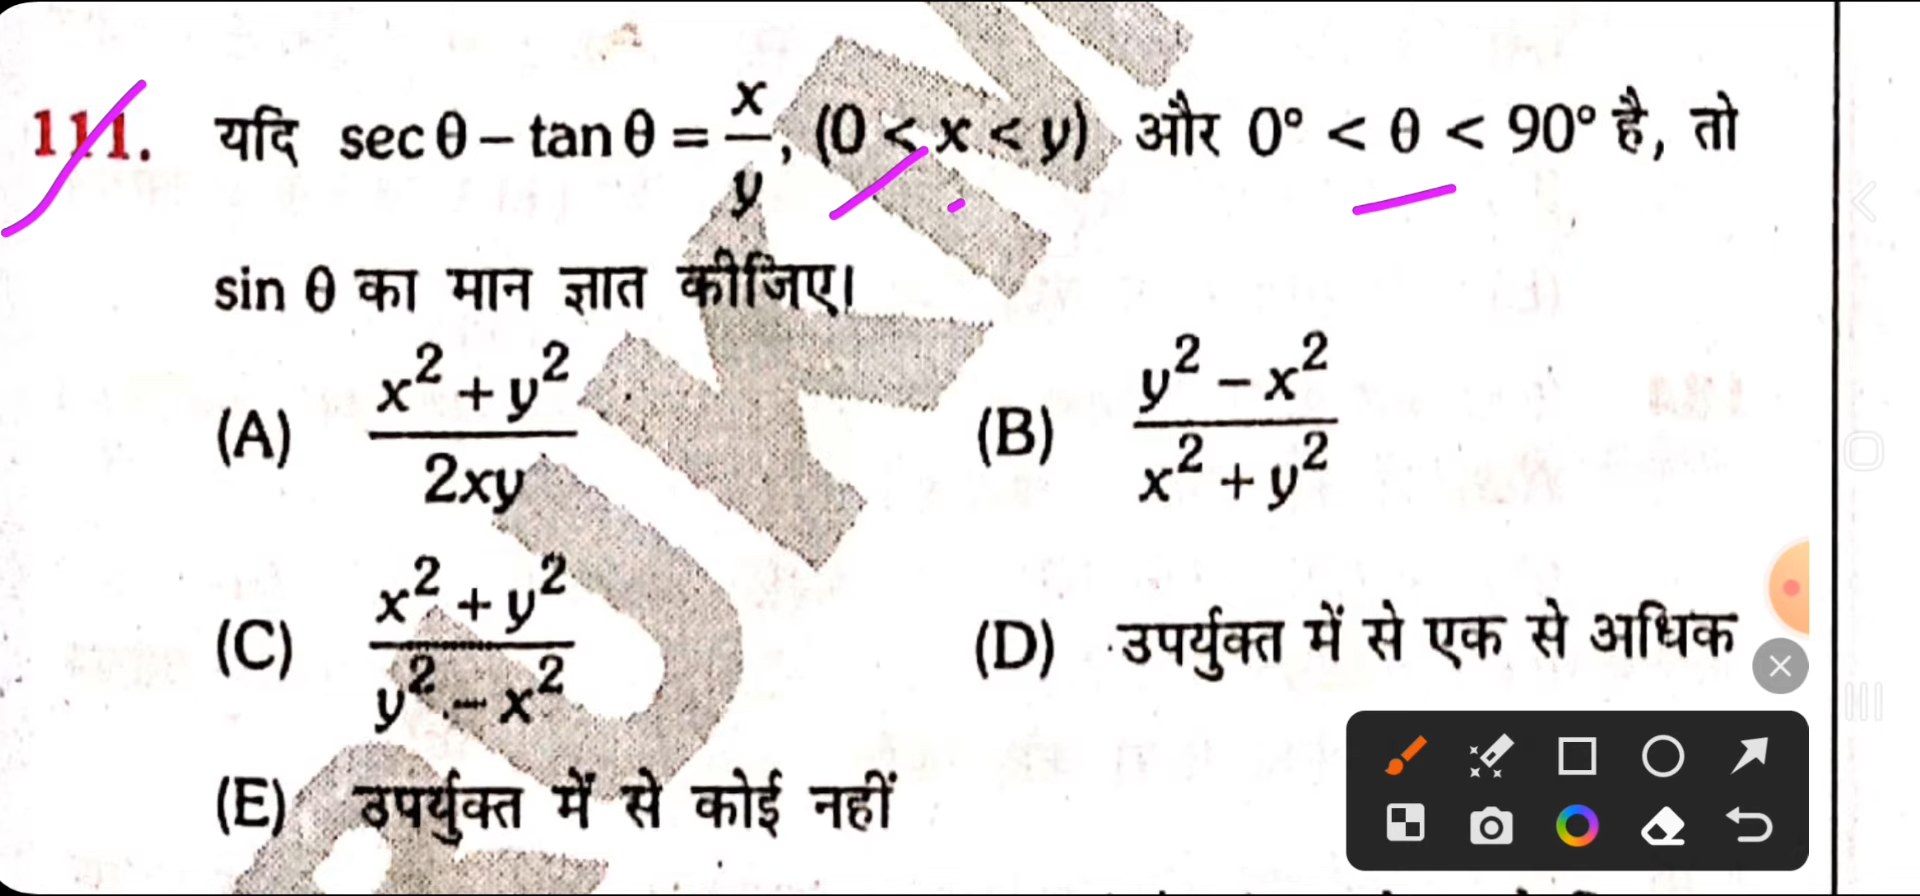 111. यदि sec θ – tan θ = x/y, (0 < x < y) और 0° < θ < 90° है, तो
sin θ का मान ज्ञात कीजिए।
(A) (x² + y²)/(2xy)
(B) (y² – x²)/(x² + y²)
(C) (x² + y²)/(y² – x²)
(D) उपर्युक्त में से एक से अधिक
(E) उपर्युक्त में से कोई नहीं